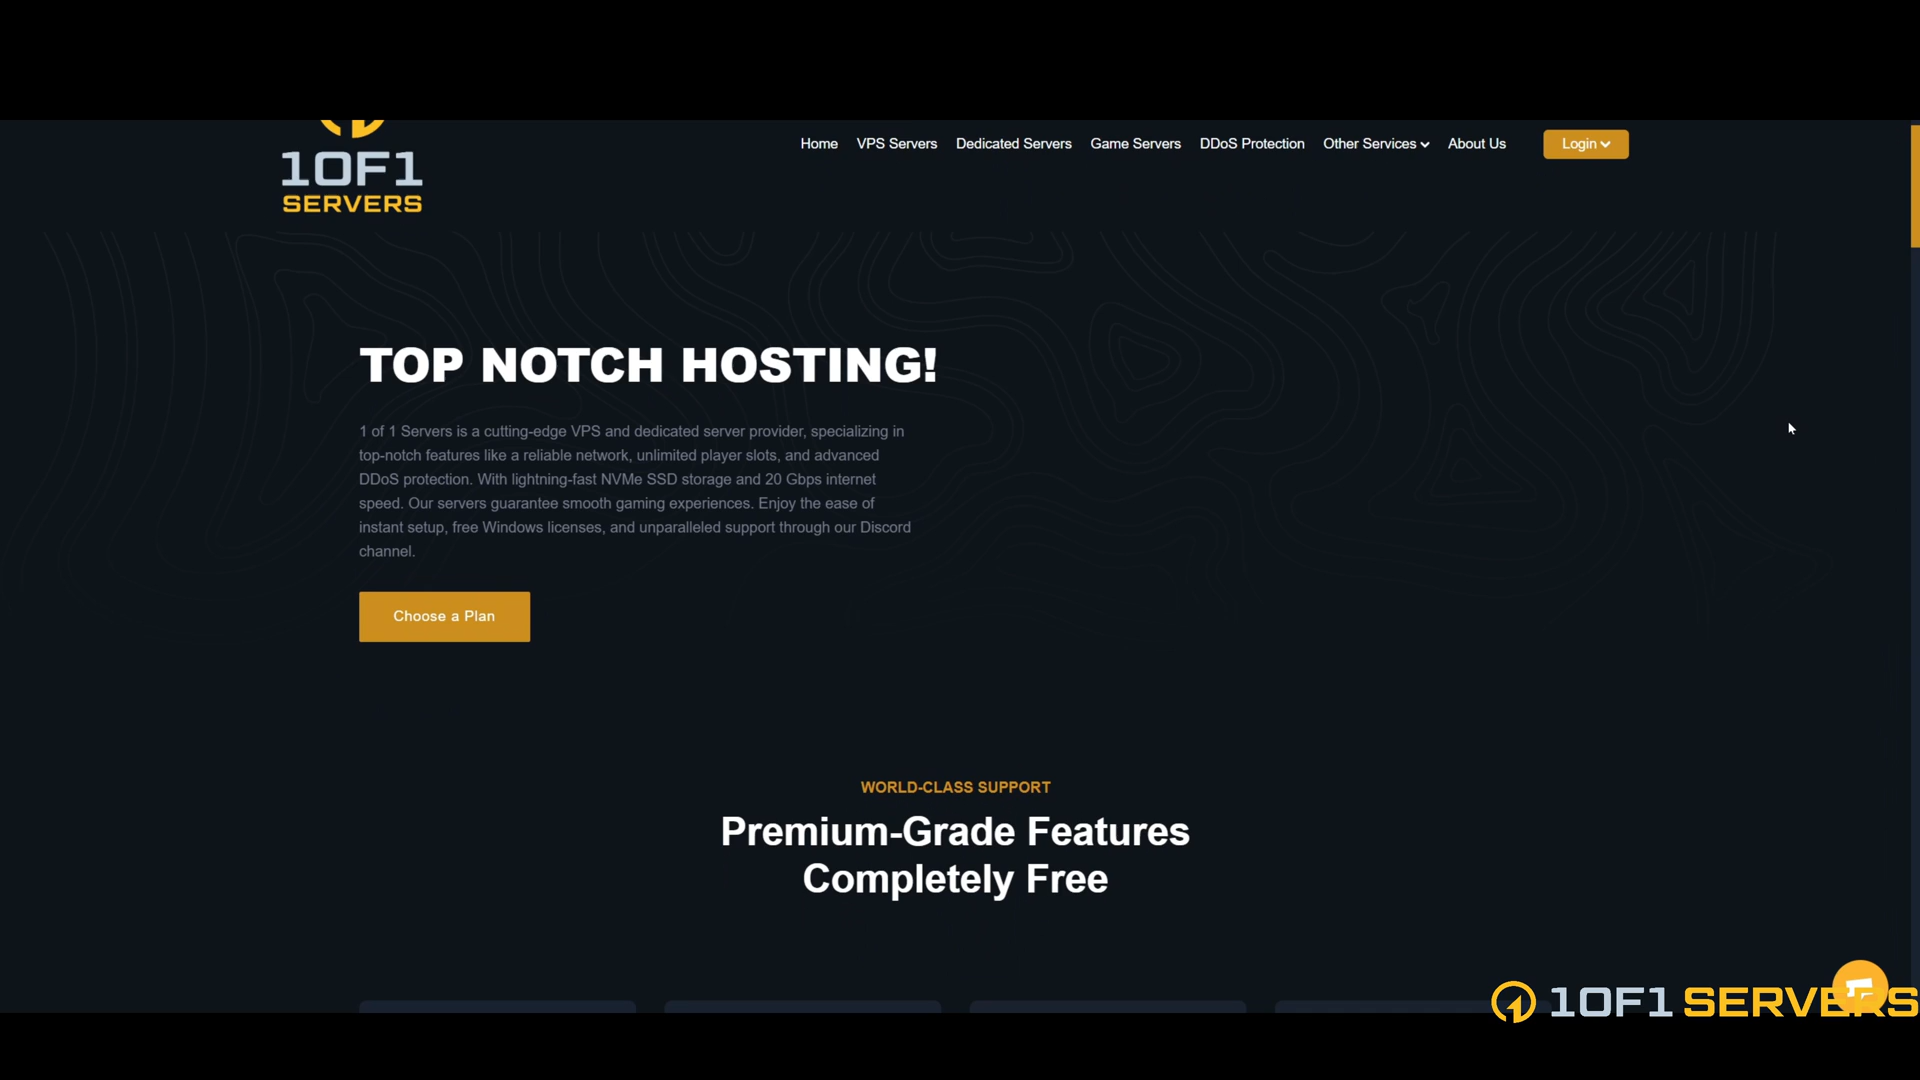 1OF1
SERVERS
Home VPS Servers Dedicated Servers Game Servers DDoS Protection Other Services About Us Login
TOP NOTCH HOSTING!
1 of 1 Servers is a cutting-edge VPS and dedicated server provider, specializing in
top-notch features like a reliable network, unlimited player slots, and advanced
DDoS protection. With lightning-fast NVMe SSD storage and 20 Gbps internet
speed. Our servers guarantee smooth gaming experiences. Enjoy the ease of
instant setup, free Windows licenses, and unparalleled support through our Discord
channel.
Choose a Plan
WORLD-CLASS SUPPORT
Premium-Grade Features
Completely Free
1OF1 SERVERS